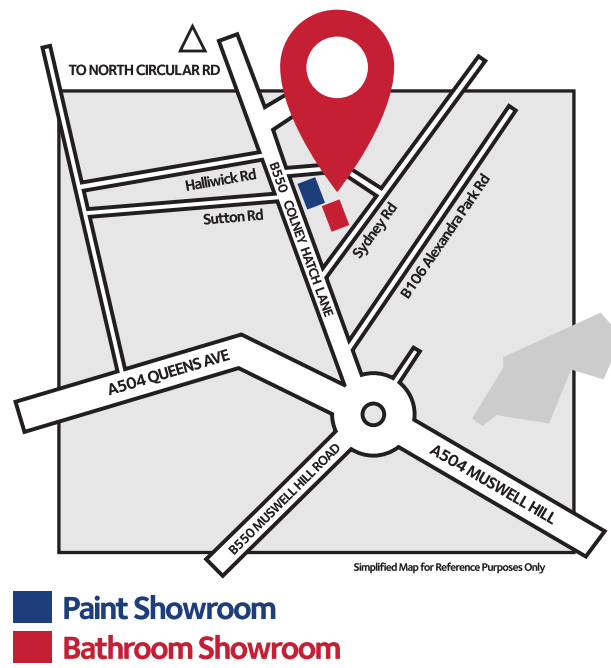 TO NORTH CIRCULAR RD
Halliwick Rd
Sutton Rd
B550 COLNEY HATCH LANE
Sydney Rd
B106 Alexandra Park Rd
A504 QUEENS AVE
B550 MUSWELL HILL ROAD
A504 MUSWELL HILL
Simplified Map for Reference Purposes Only
Paint Showroom
Bathroom Showroom